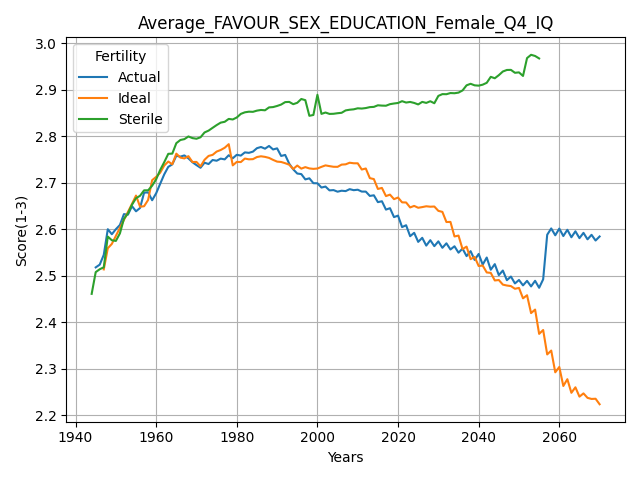 Average_FAVOUR_SEX_EDUCATION_Female_Q4_IQ
Fertility
Actual
Ideal
Sterile
Score(1-3)
3.0
2.9
2.8
2.7
2.6
2.5
2.4
2.3
2.2
1940 1960 1980 2000 2020 2040 2060
Years